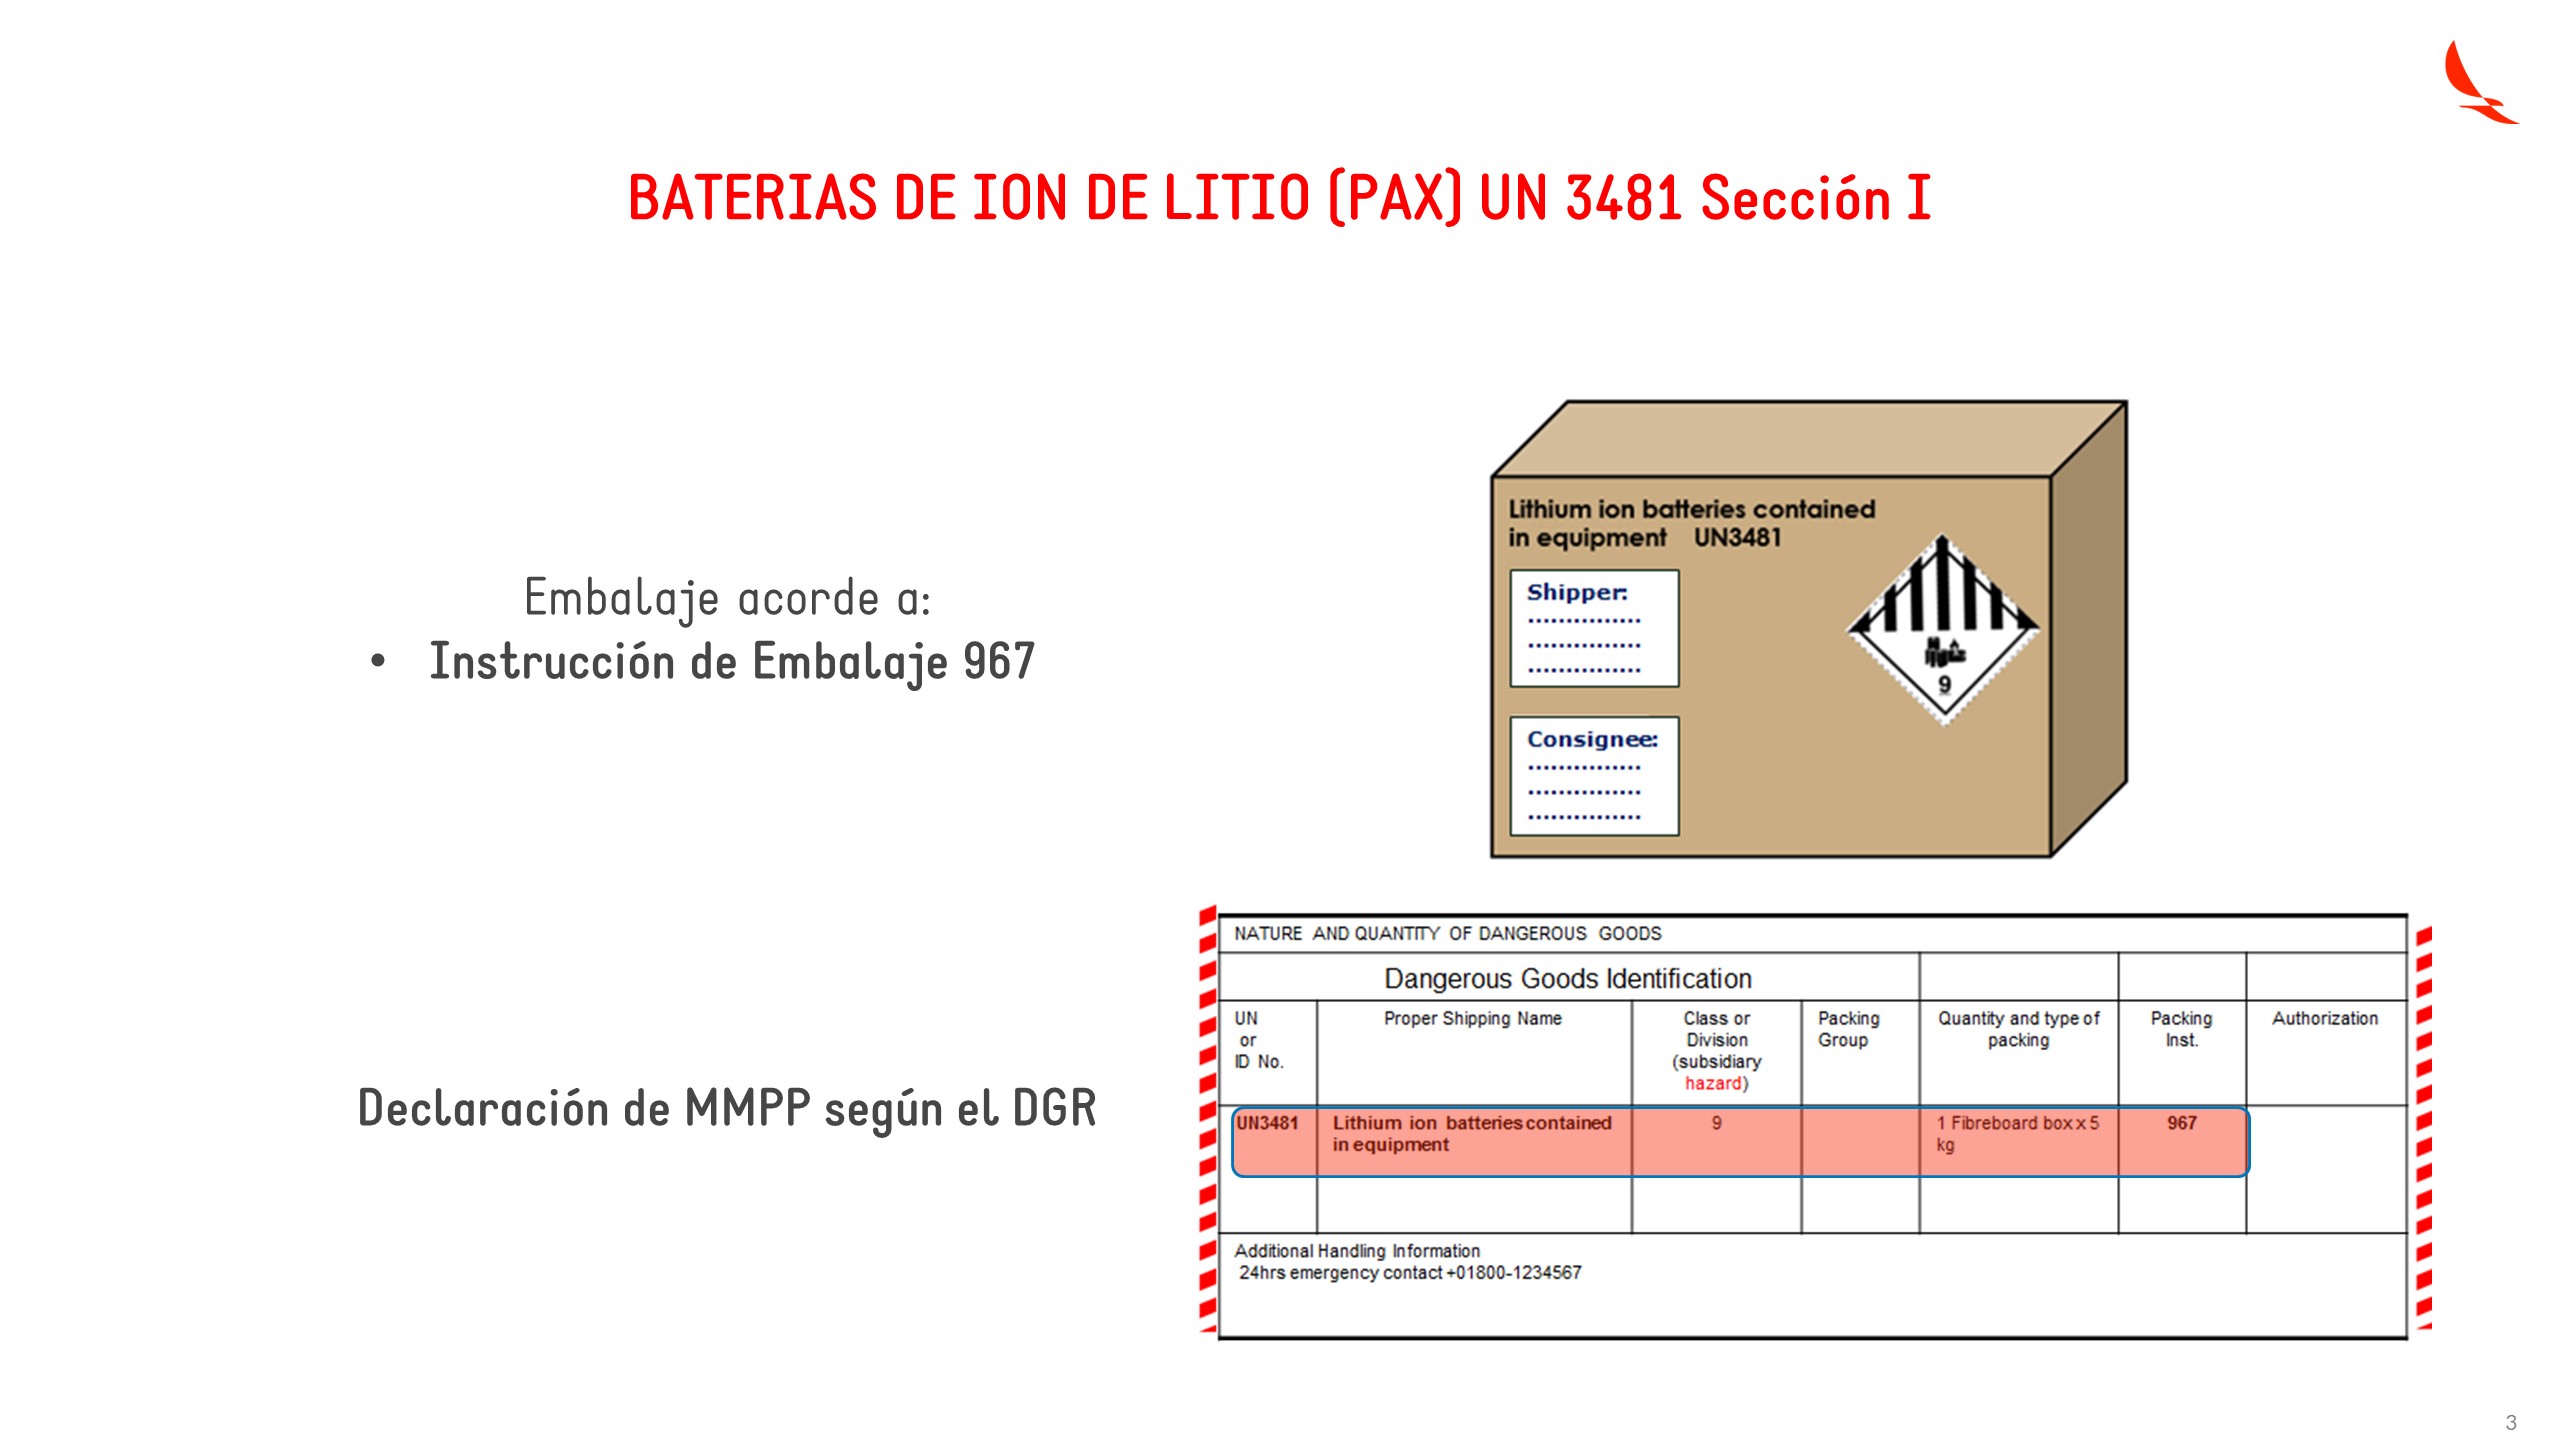 BATERIAS DE ION DE LITIO (PAX) UN 3481 Sección I
Embalaje acorde a:
• Instrucción de Embalaje 967
Lithium ion batteries contained
in equipment UN3481
Shipper:
...............
...............
...............
9
Consignee:
...............
...............
...............
Declaración de MMPP según el DGR
NATURE AND QUANTITY OF DANGEROUS GOODS
Dangerous Goods Identification
UN
or
ID No.
Proper Shipping Name
Class or
Division
(subsidiary
hazard)
Packing
Group
Quantity and type of
packing
Packing
Inst.
Authorization
UN3481
Lithium ion batteries contained
in equipment
9
1 Fibreboard box x 5
kg
967
Additional Handling Information
24hrs emergency contact +01800-1234567
3